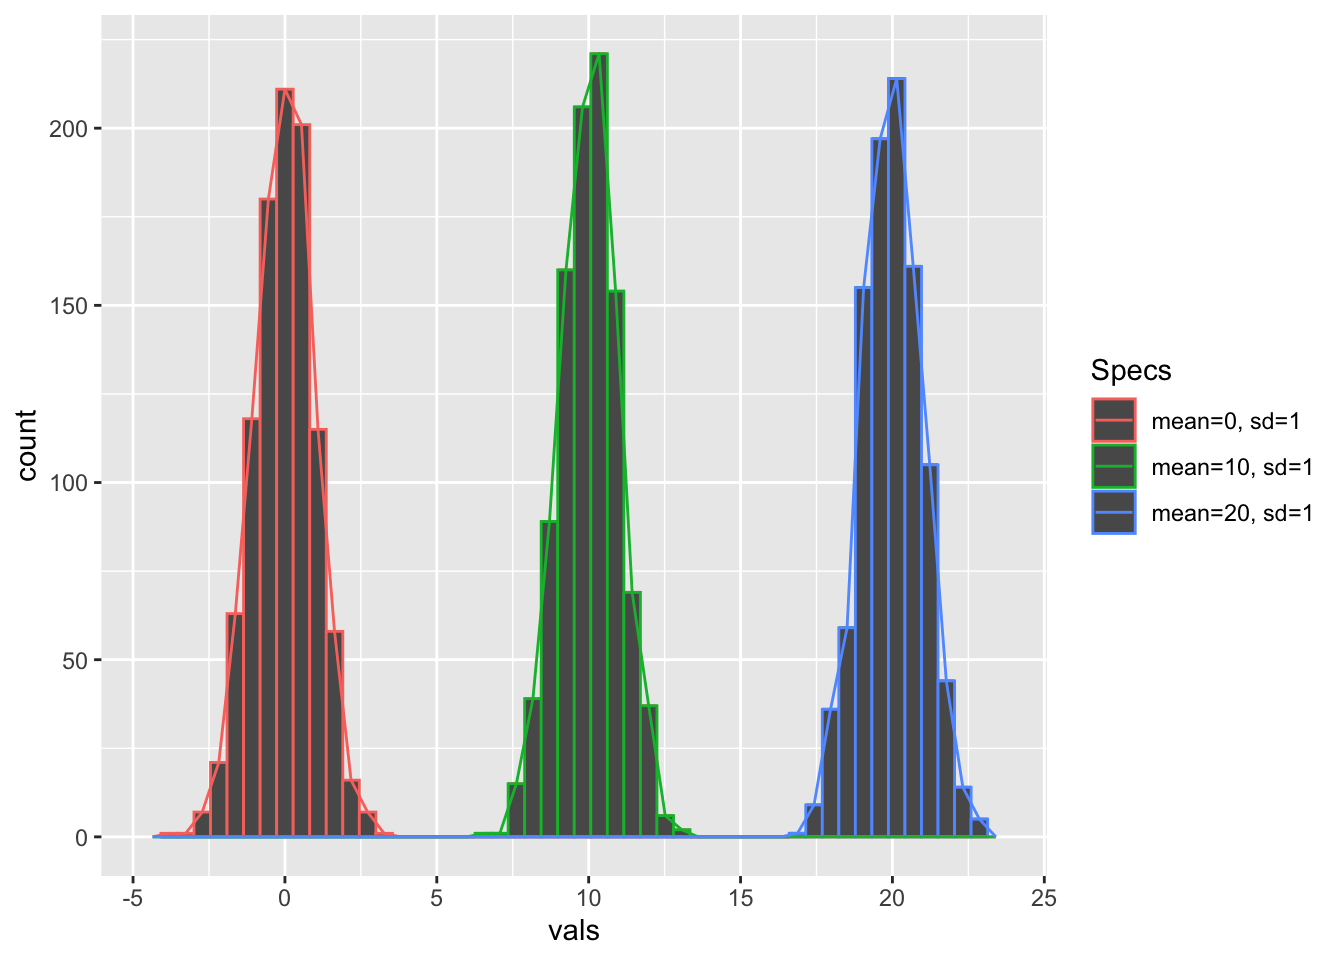 count
200
150
100
50
0
-5 0 5 10 15 20 25
vals
Specs
mean=0, sd=1
mean=10, sd=1
mean=20, sd=1